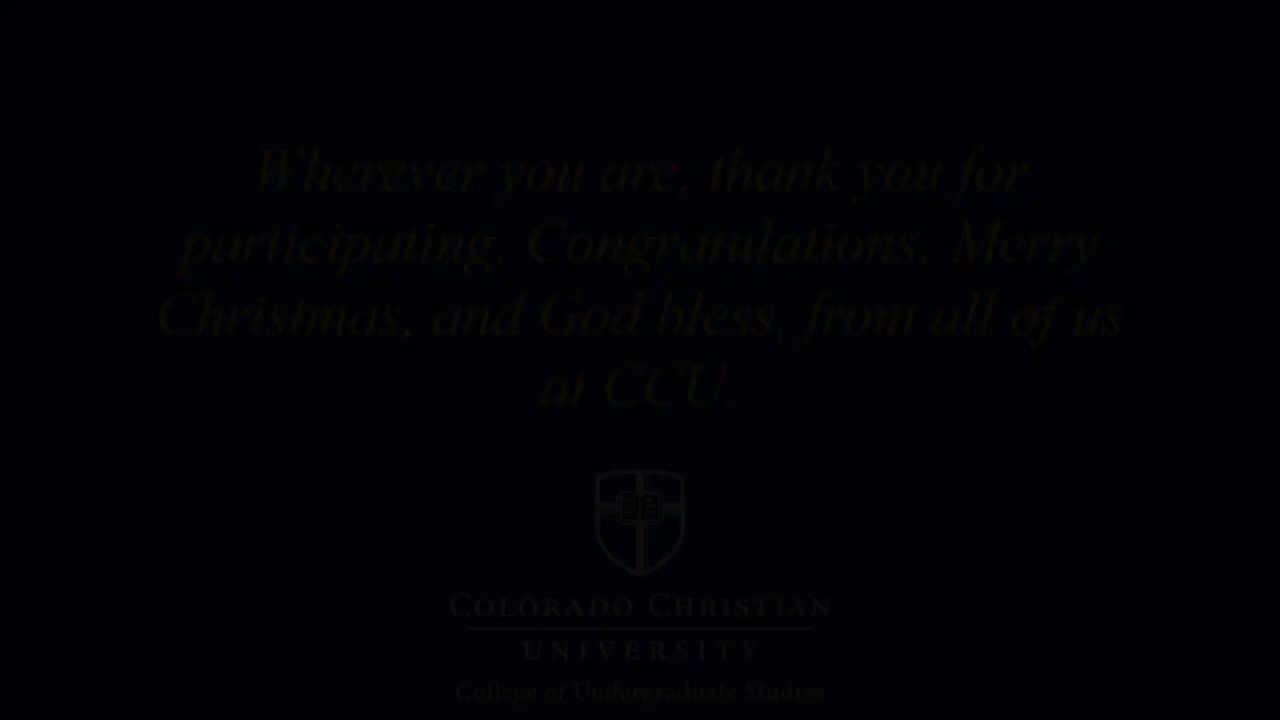 Wherever you are, thank you for
participating. Congratulations, Merry
Christmas, and God bless, from all of us
at CCU.
COLORADO CHRISTIAN
UNIVERSITY
College of Undergraduate Studies